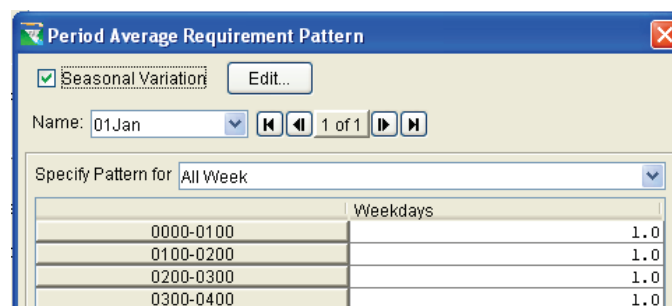 Period Average Requirement Pattern
Seasonal Variation Edit...
Name: 01Jan 1 of 1
Specify Pattern for All Week
Weekdays
0000-0100 1.0
0100-0200 1.0
0200-0300 1.0
0300-0400 1.0